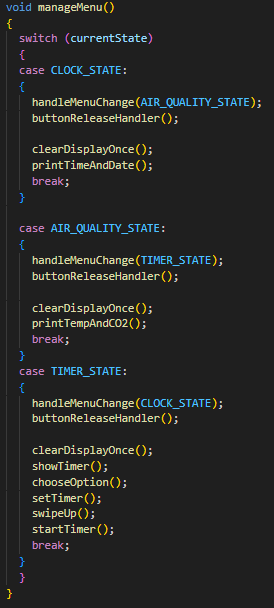 void manageMenu()
{
switch (currentState)
{
case CLOCK_STATE:
{
handleMenuChange(AIR_QUALITY_STATE);
buttonReleaseHandler();
clearDisplayOnce();
printTimeAndDate();
break;
}
case AIR_QUALITY_STATE:
{
handleMenuChange(TIMER_STATE);
buttonReleaseHandler();
clearDisplayOnce();
printTempAndCO2();
break;
}
case TIMER_STATE:
{
handleMenuChange(CLOCK_STATE);
buttonReleaseHandler();
clearDisplayOnce();
showTimer();
chooseOption();
setTimer();
swipeUp();
startTimer();
break;
}
}
}